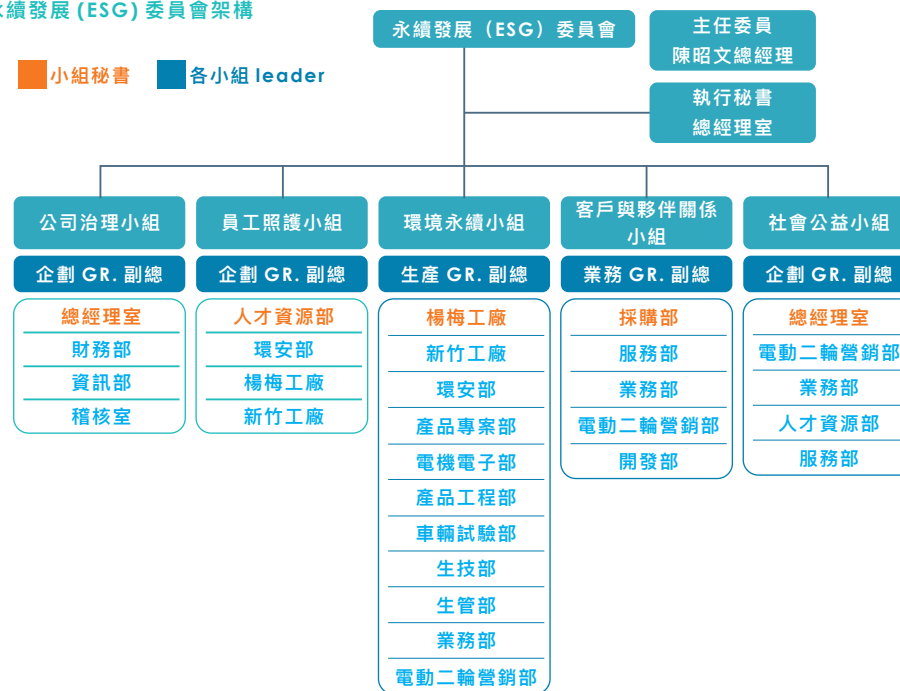 永續發展 (ESG) 委員會架構
永續發展（ESG）委員會
主任委員
陳昭文總經理
小組秘書
各小組 leader
執行秘書
總經理室
公司治理小組
企劃 GR. 副總
總經理室
財務部
資訊部
稽核室
員工照護小組
企劃 GR. 副總
人才資源部
環安部
楊梅工廠
新竹工廠
環境永續小組
生產 GR. 副總
楊梅工廠
新竹工廠
環安部
產品專案部
電機電子部
產品工程部
車輛試驗部
生技部
生管部
業務部
電動二輪營銷部
客戶與夥伴關係
小組
業務 GR. 副總
採購部
服務部
業務部
電動二輪營銷部
開發部
社會公益小組
企劃 GR. 副總
總經理室
電動二輪營銷部
業務部
人才資源部
服務部